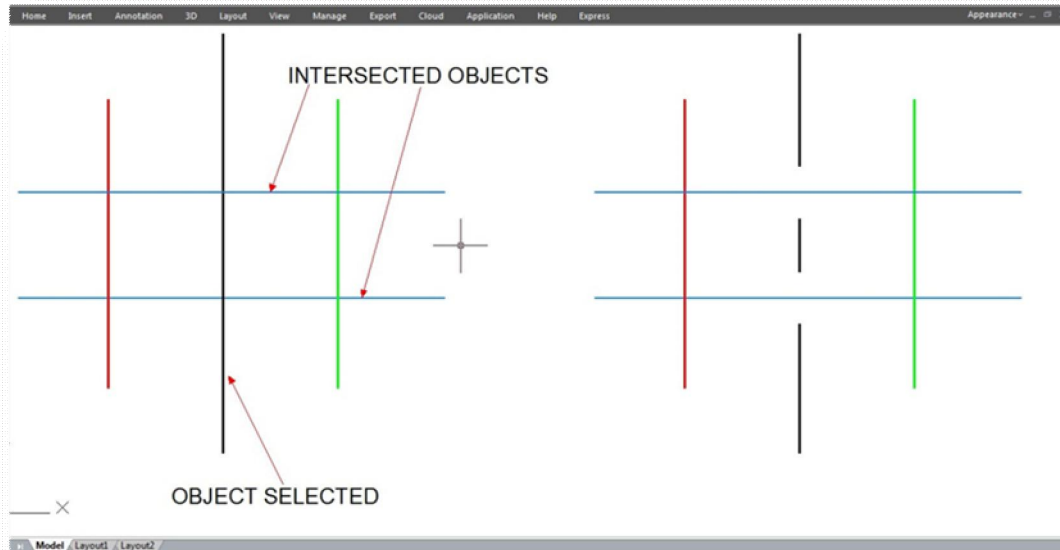 Home Insert Annotation 3D Layout View Manage Export Cloud Application Help Express Appearance
INTERSECTED OBJECTS
OBJECT SELECTED
Model Layout1 Layout2